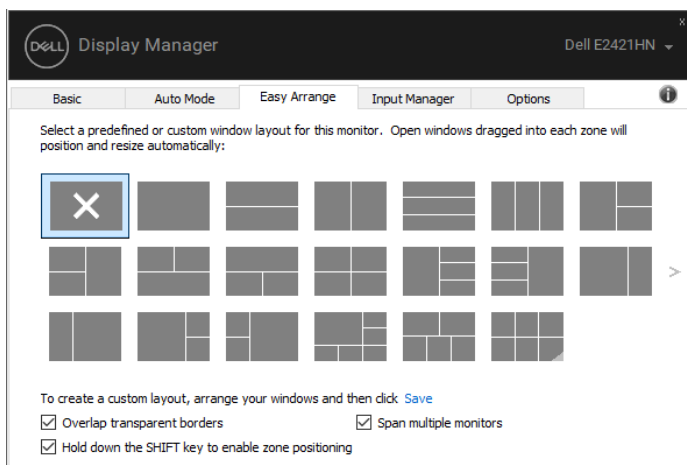 x
DELL Display Manager Dell E2421HN
Basic Auto Mode Easy Arrange Input Manager Options i
Select a predefined or custom window layout for this monitor. Open windows dragged into each zone will
position and resize automatically:
>
To create a custom layout, arrange your windows and then click Save
Overlap transparent borders Span multiple monitors
Hold down the SHIFT key to enable zone positioning